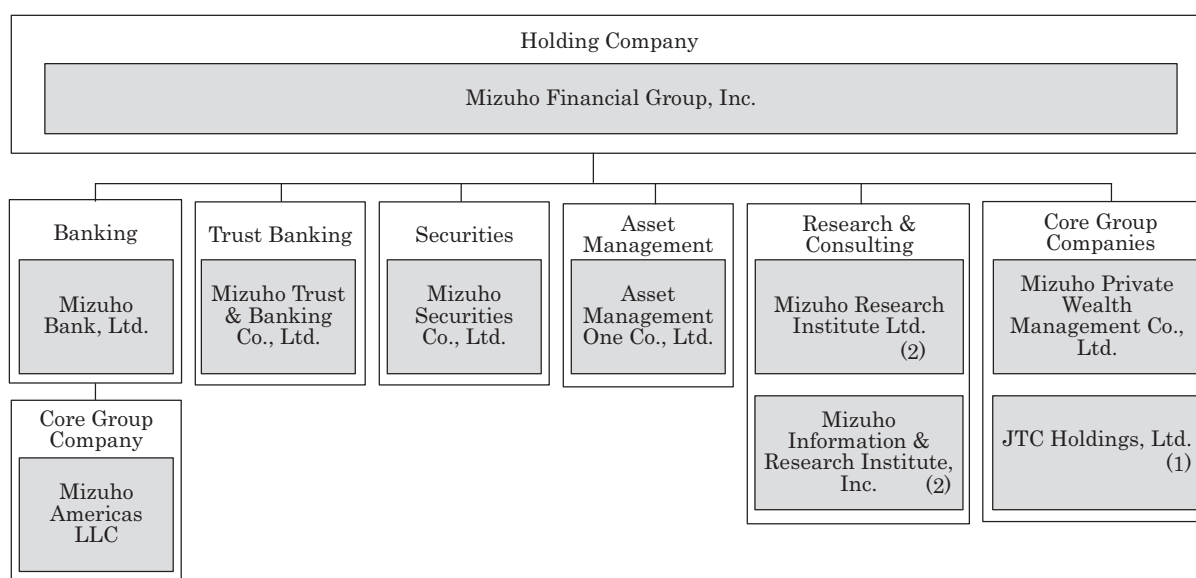 Holding Company
Mizuho Financial Group, Inc.
Banking
Mizuho
Bank, Ltd.
Core Group
Company
Mizuho
Americas
LLC
Trust Banking
Mizuho Trust
& Banking
Co., Ltd.
Securities
Mizuho
Securities
Co., Ltd.
Asset
Management
Asset
Management
One Co., Ltd.
Research &
Consulting
Mizuho Research
Institute Ltd.
(2)
Mizuho
Information &
Research Institute,
Inc. (2)
Core Group
Companies
Mizuho Private
Wealth
Management Co.,
Ltd.
JTC Holdings, Ltd.
(1)